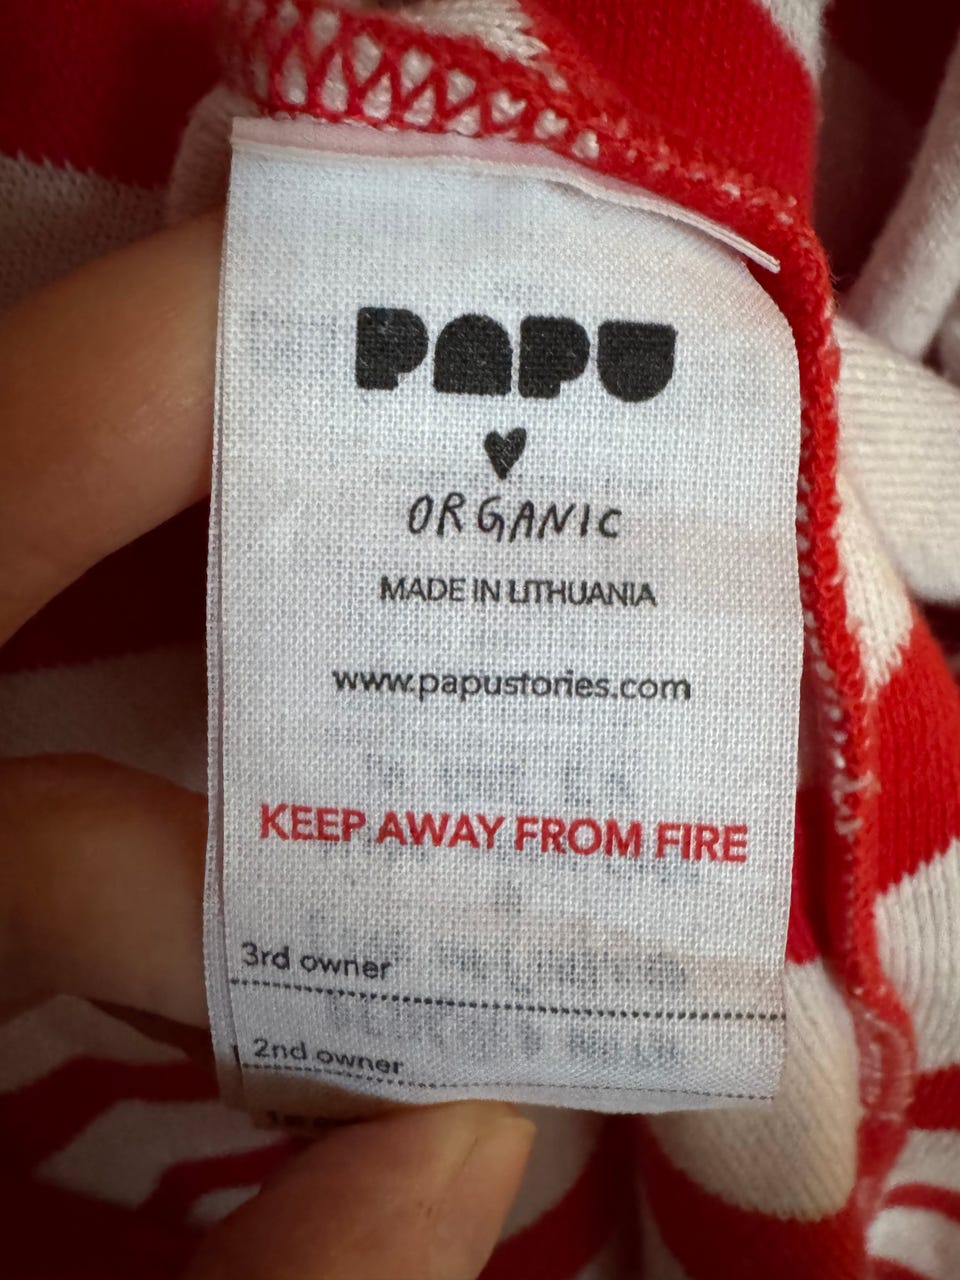 PAPU
ORGANIC
MADE IN LITHUANIA
www.papustories.com
KEEP AWAY FROM FIRE
3rd owner
2nd owner